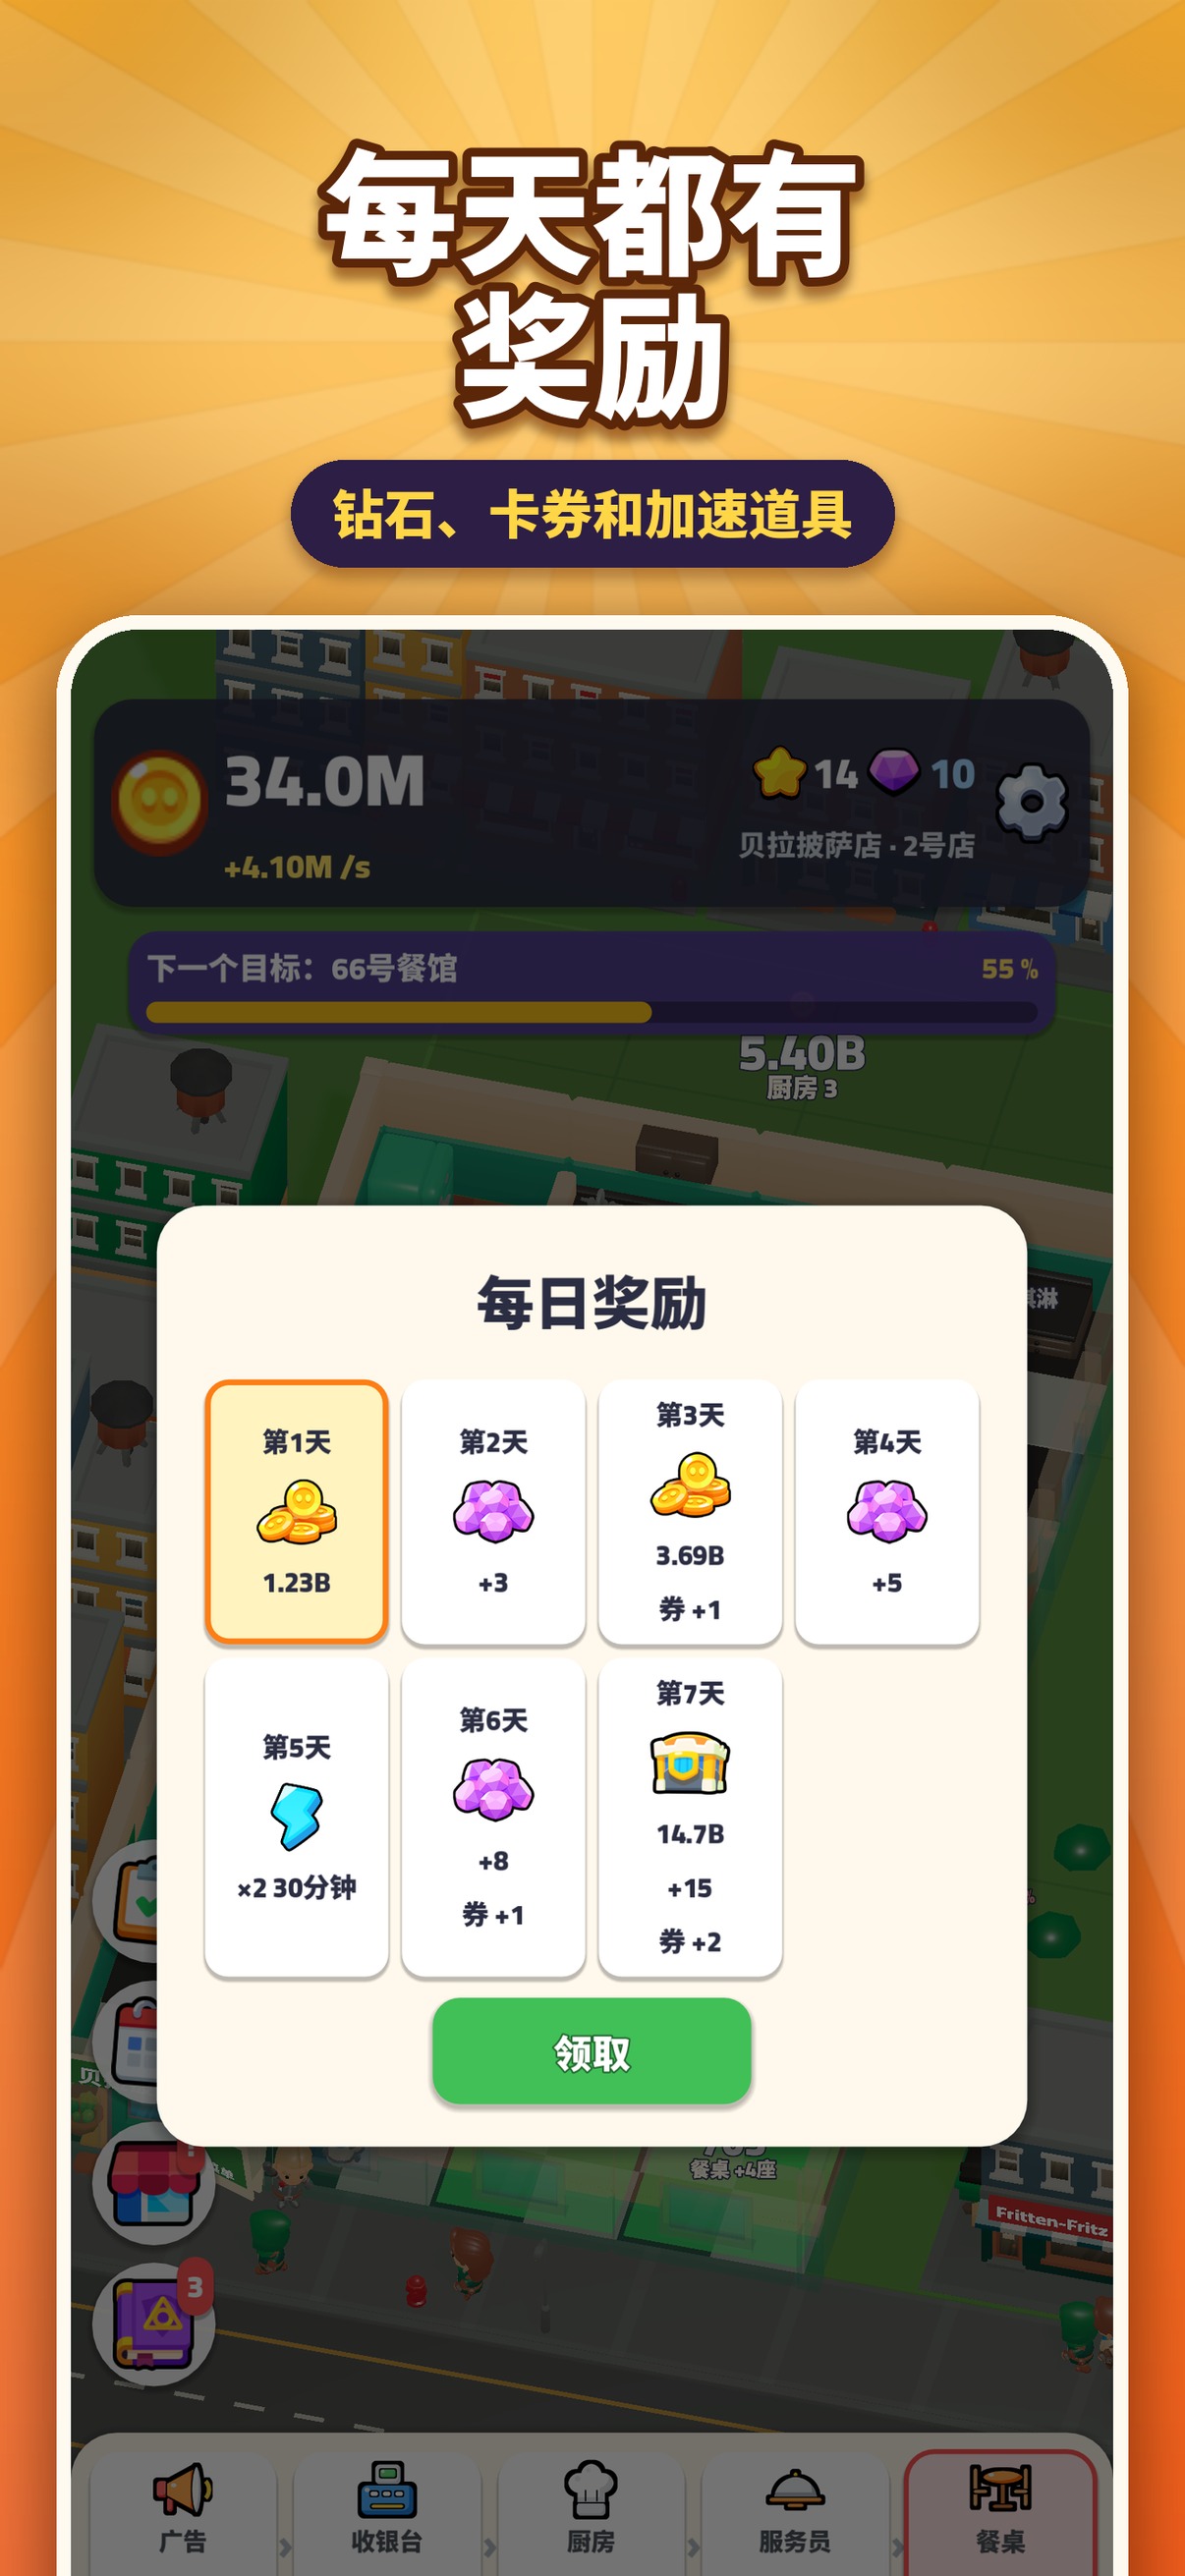 每天都有
奖励
钻石、卡券和加速道具
34.0M
14
10
+4.10M /s
贝拉披萨店 · 2号店
下一个目标：66号餐馆
55 %
5.40B
厨房 3
淇淋
每日奖励
第1天
1.23B
第2天
+3
第3天
3.69B
券 +1
第4天
+5
第5天
×2 30分钟
第6天
+8
券 +1
第7天
14.7B
+15
券 +2
领取
餐桌 +4座
Fritten-Fritz
3
广告
收银台
厨房
服务员
餐桌